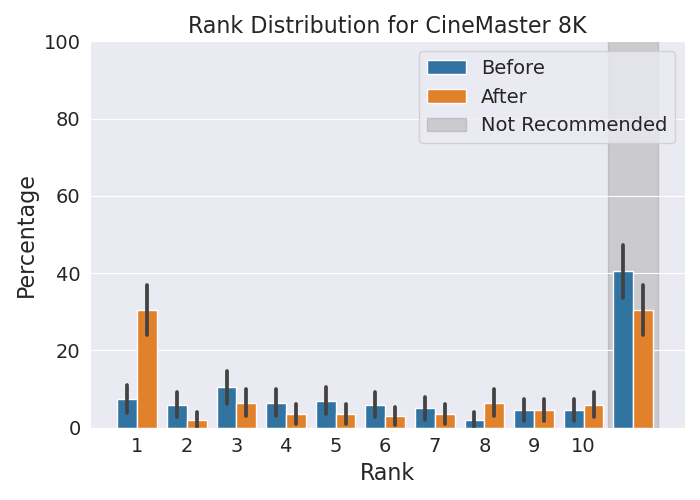 Rank Distribution for CineMaster 8K
Percentage
100
80
60
40
20
0
Before
After
Not Recommended
1 2 3 4 5 6 7 8 9 10
Rank